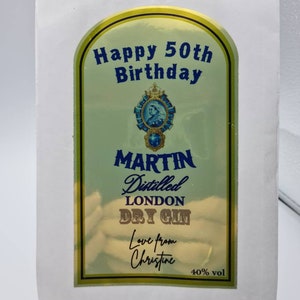 Happy 50th
Birthday
MARTIN
Distilled
LONDON
DRY GIN
Love from
Christine
40% vol